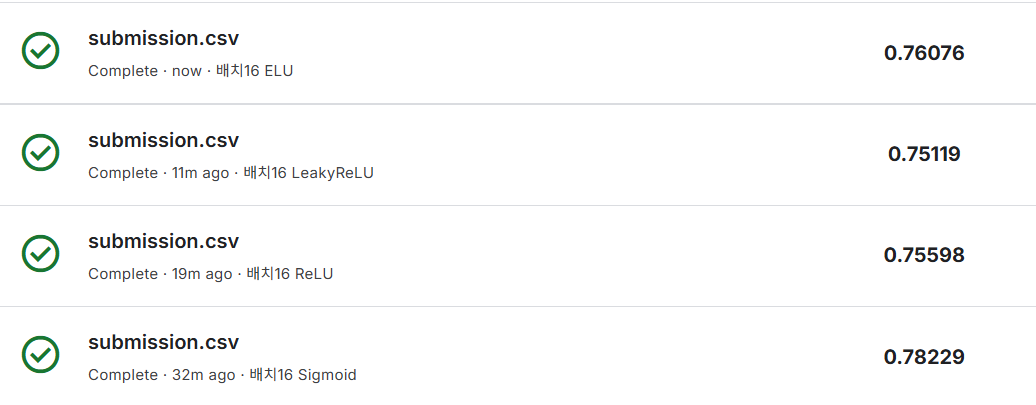 submission.csv
0.76076
Complete · now · 배치16 ELU
submission.csv
0.75119
Complete · 11m ago · 배치16 LeakyReLU
submission.csv
0.75598
Complete · 19m ago · 배치16 ReLU
submission.csv
0.78229
Complete · 32m ago · 배치16 Sigmoid